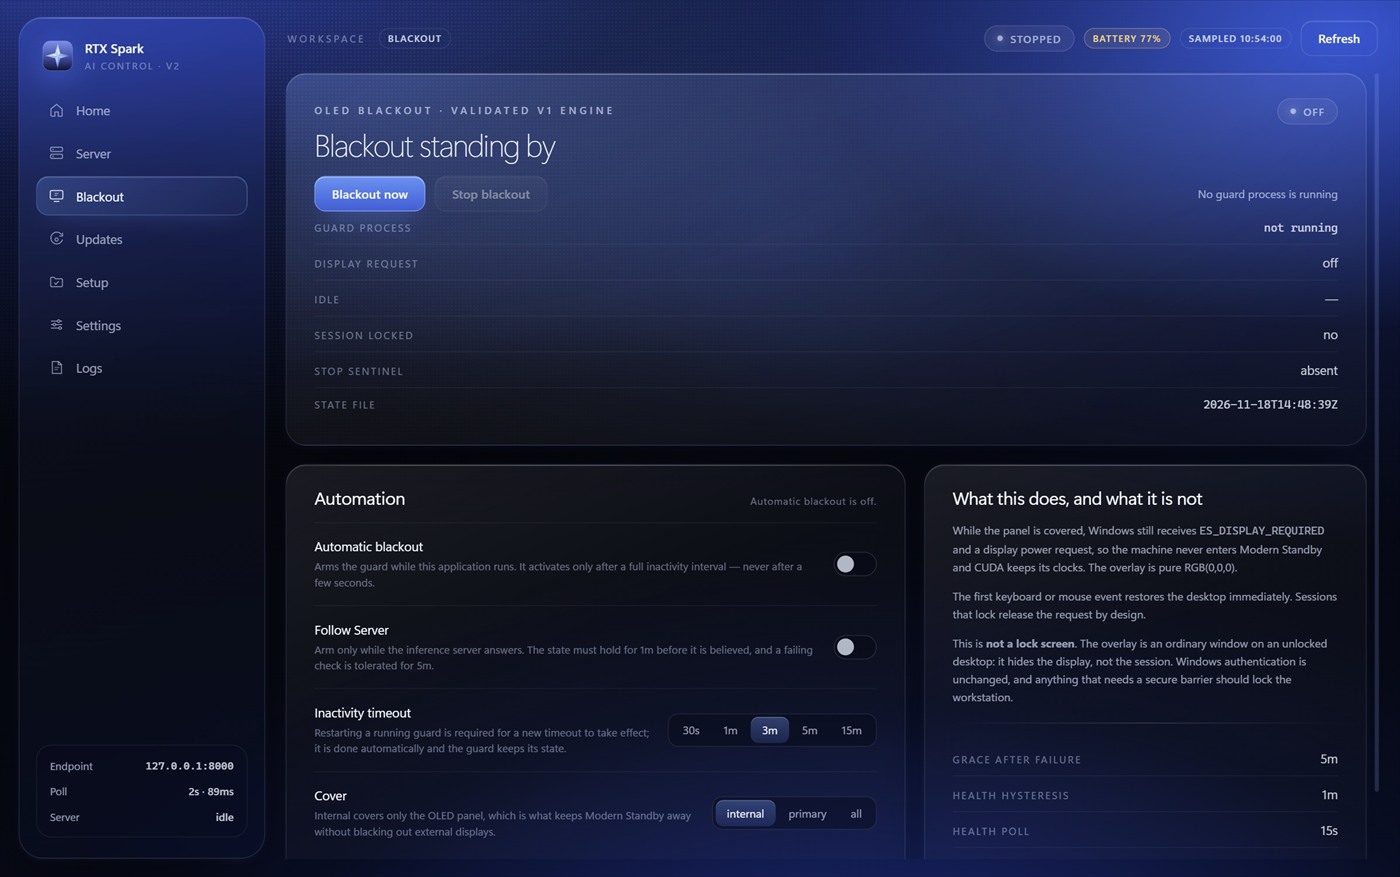 RTX Spark
AI CONTROL · V2
Home
Server
Blackout
Updates
Setup
Settings
Logs
Endpoint 127.0.0.1:8000
Poll 2s · 89ms
Server idle
WORKSPACE BLACKOUT
STOPPED BATTERY 77% SAMPLED 10:54:00 Refresh
OLED BLACKOUT · VALIDATED V1 ENGINE
OFF
Blackout standing by
Blackout now Stop blackout No guard process is running
GUARD PROCESS not running
DISPLAY REQUEST off
IDLE —
SESSION LOCKED no
STOP SENTINEL absent
STATE FILE 2026-11-18T14:48:39Z
Automation Automatic blackout is off.
Automatic blackout
Arms the guard while this application runs. It activates only after a full inactivity interval — never after a
few seconds.
Follow Server
Arm only while the inference server answers. The state must hold for 1m before it is believed, and a failing
check is tolerated for 5m.
Inactivity timeout
Restarting a running guard is required for a new timeout to take effect;
it is done automatically and the guard keeps its state.
30s 1m 3m 5m 15m
Cover
Internal covers only the OLED panel, which is what keeps Modern Standby away
without blacking out external displays.
internal primary all
What this does, and what it is not
While the panel is covered, Windows still receives ES_DISPLAY_REQUIRED
and a display power request, so the machine never enters Modern Standby
and CUDA keeps its clocks. The overlay is pure RGB(0,0,0).
The first keyboard or mouse event restores the desktop immediately. Sessions
that lock release the request by design.
This is not a lock screen. The overlay is an ordinary window on an unlocked
desktop: it hides the display, not the session. Windows authentication is
unchanged, and anything that needs a secure barrier should lock the
workstation.
GRACE AFTER FAILURE 5m
HEALTH HYSTERESIS 1m
HEALTH POLL 15s